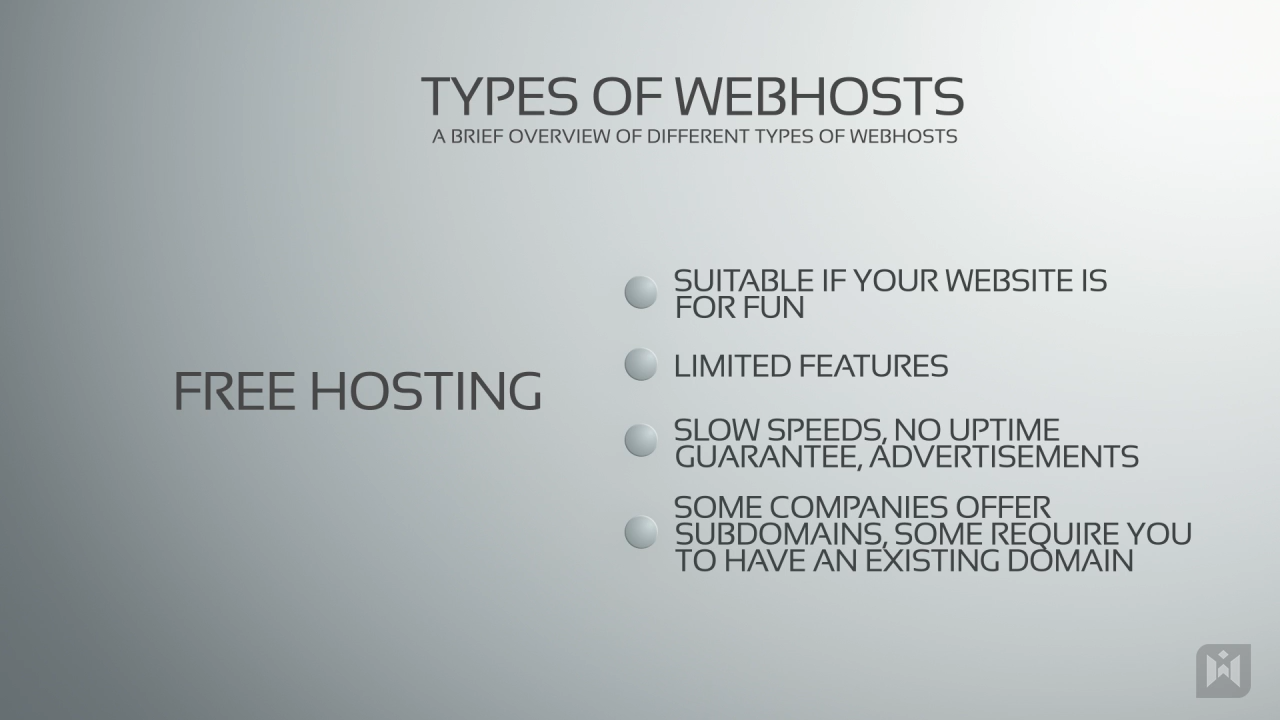 TYPES OF WEBHOSTS
A BRIEF OVERVIEW OF DIFFERENT TYPES OF WEBHOSTS
FREE HOSTING
SUITABLE IF YOUR WEBSITE IS
FOR FUN
LIMITED FEATURES
SLOW SPEEDS, NO UPTIME
GUARANTEE, ADVERTISEMENTS
SOME COMPANIES OFFER
SUBDOMAINS, SOME REQUIRE YOU
TO HAVE AN EXISTING DOMAIN